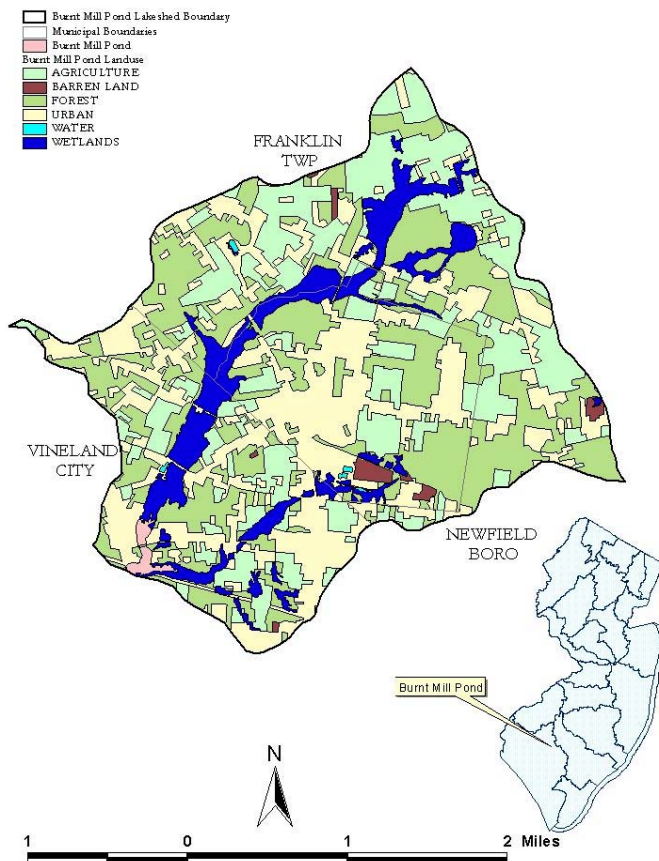 Burnt Mill Pond Lakeshed Boundary
Municipal Boundaries
Burnt Mill Pond
Burnt Mill Pond Landuse
AGRICULTURE
BARREN LAND
FOREST
URBAN
WATER
WETLANDS
FRANKLIN
TWP
VINELAND
CITY
NEWFIELD
BORO
Burnt Mill Pond
N
1 0 1 2 Miles